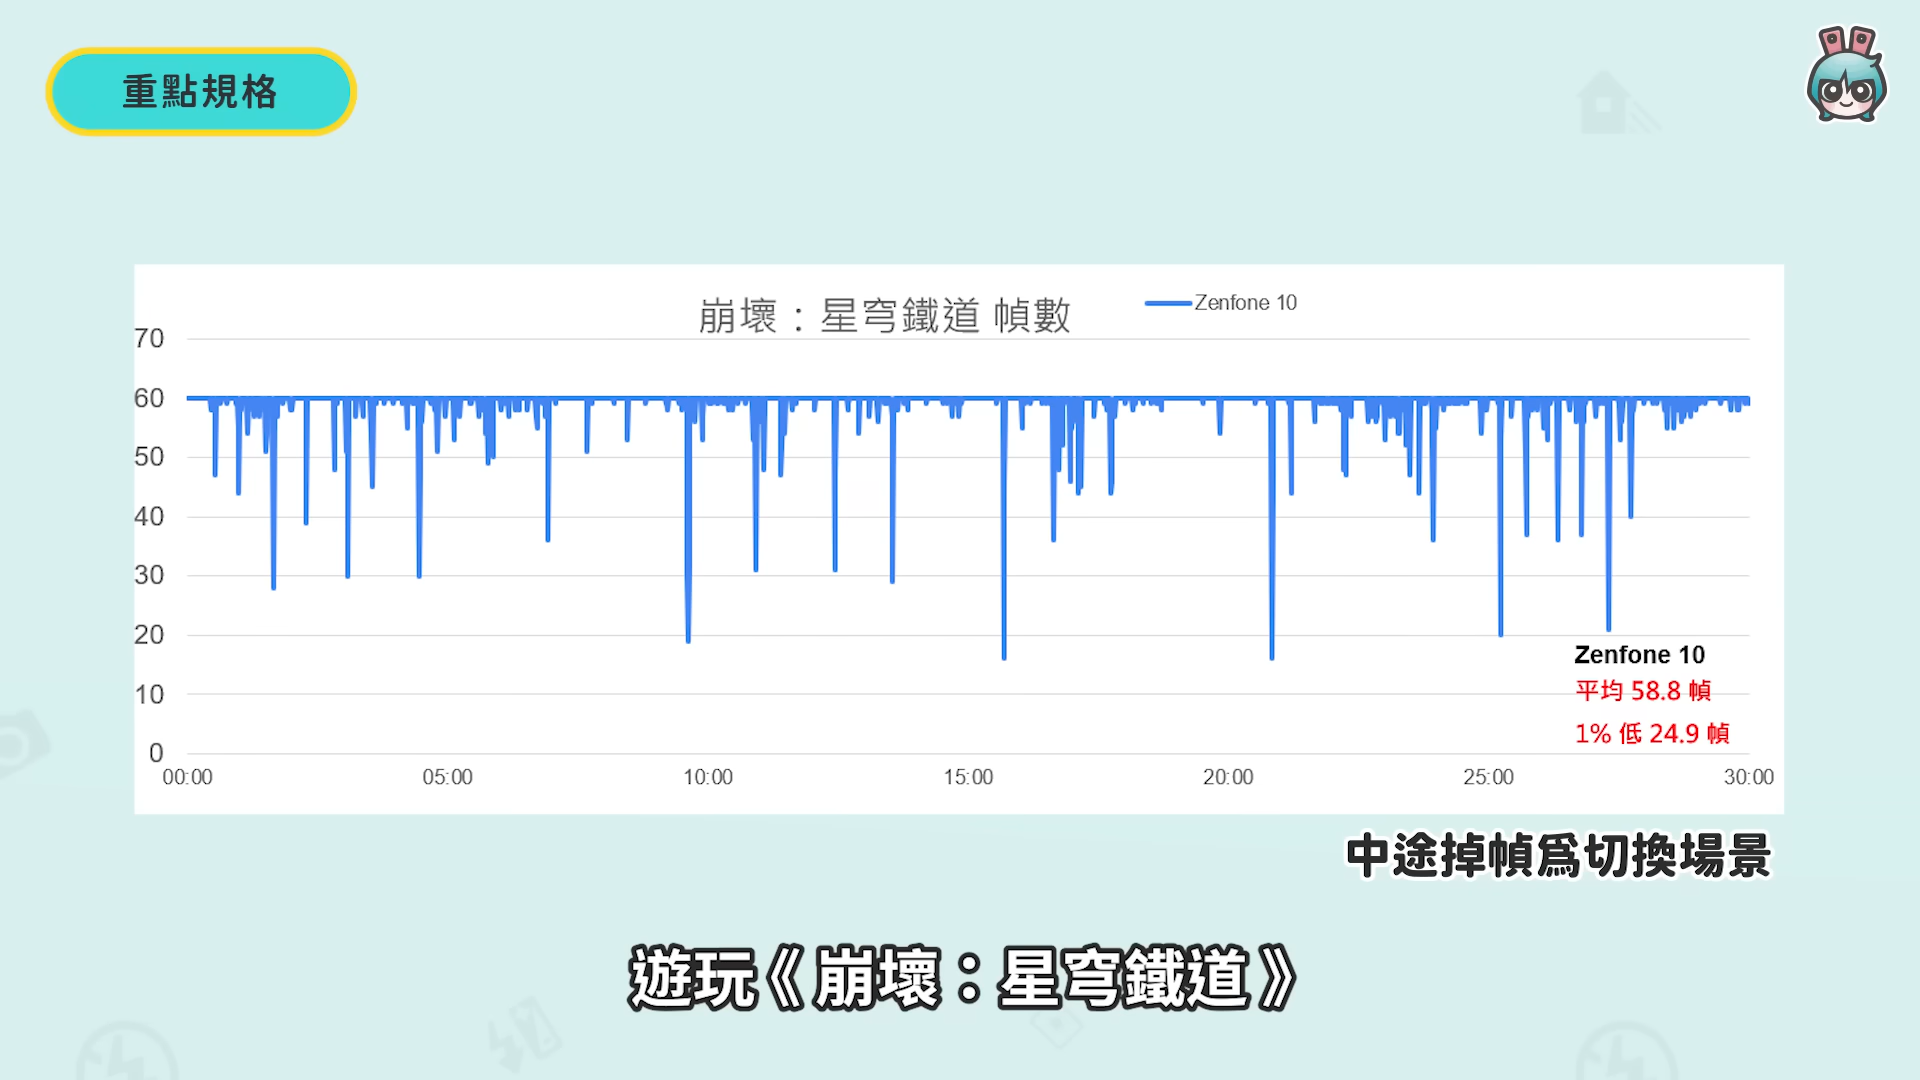 重點規格
崩壞：星穹鐵道 幀數
Zenfone 10
70
60
50
40
30
20
10
0
00:00 05:00 10:00 15:00 20:00 25:00 30:00
Zenfone 10
平均 58.8 幀
1% 低 24.9 幀
中途掉幀爲切換場景
遊玩《崩壞：星穹鐵道》